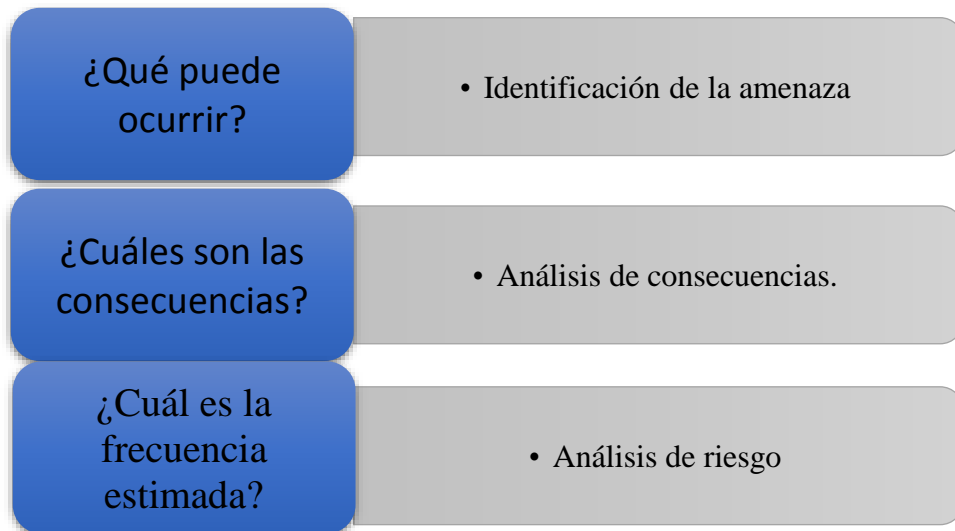 ¿Qué puede
ocurrir?
• Identificación de la amenaza
¿Cuáles son las
consecuencias?
• Análisis de consecuencias.
¿Cuál es la
frecuencia
estimada?
• Análisis de riesgo